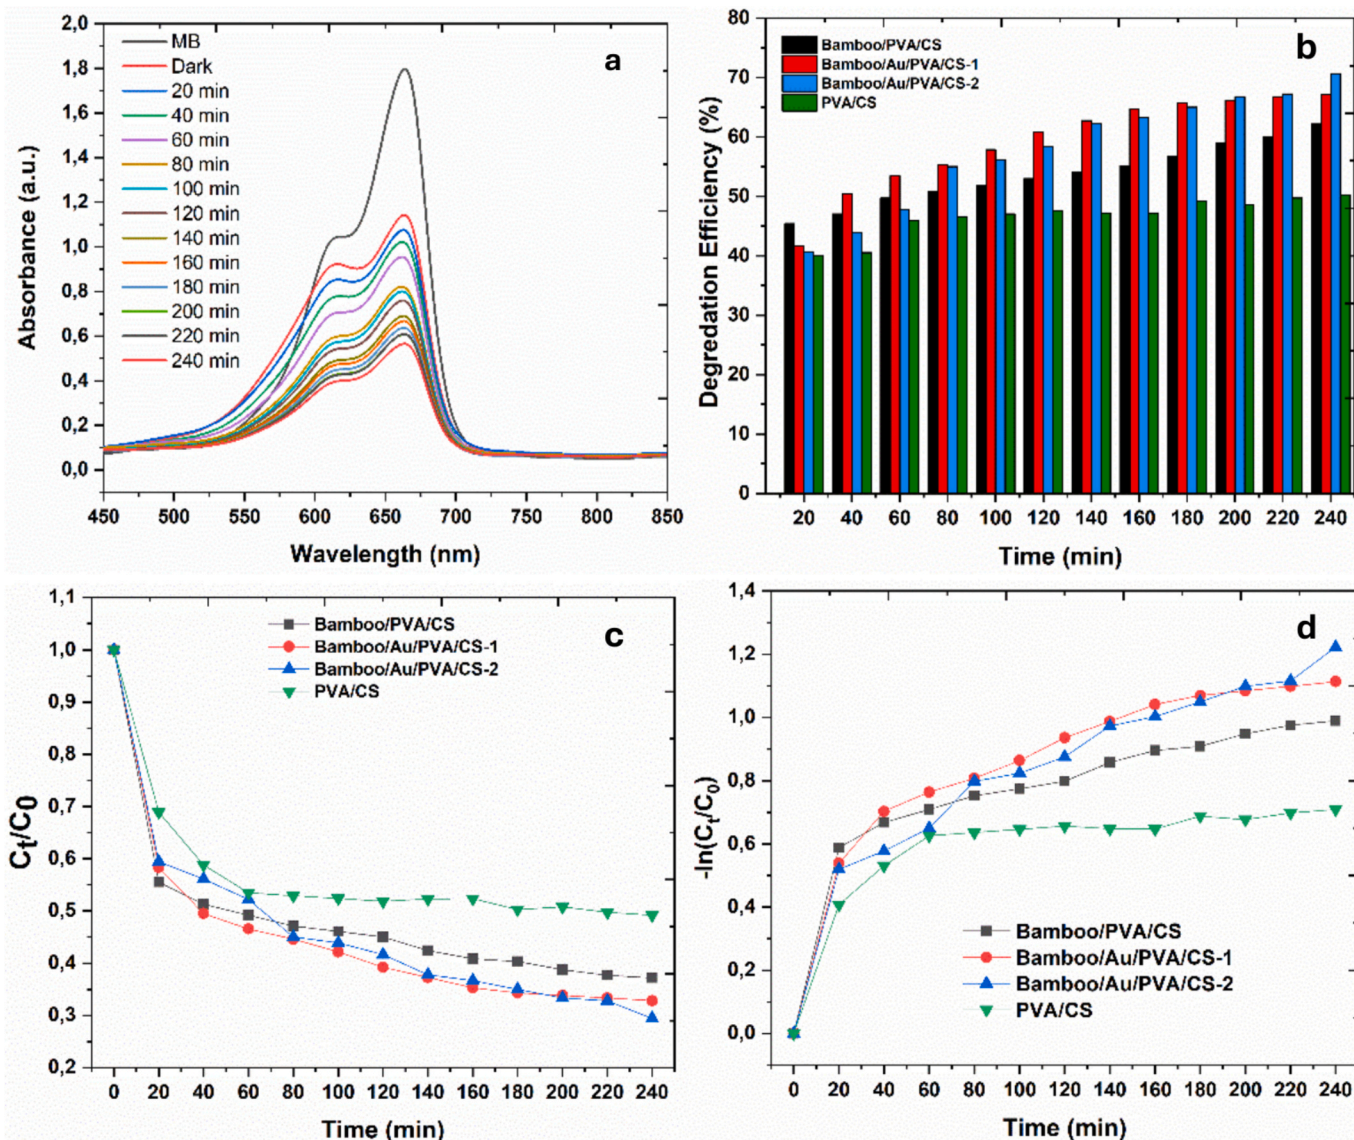 a
2,0
1,8
1,6
1,4
1,2
1,0
0,8
0,6
0,4
0,2
0,0
Absorbance (a.u.)
MB
Dark
20 min
40 min
60 min
80 min
100 min
120 min
140 min
160 min
180 min
200 min
220 min
240 min
450 500 550 600 650 700 750 800 850
Wavelength (nm)
b
80
70
60
50
40
30
20
10
0
Degredation Efficiency (%)
Bamboo/PVA/CS
Bamboo/Au/PVA/CS-1
Bamboo/Au/PVA/CS-2
PVA/CS
20 40 60 80 100 120 140 160 180 200 220 240
Time (min)
c
1,1
1,0
0,9
0,8
0,7
0,6
0,5
0,4
0,3
0,2
Ct/C0
Bamboo/PVA/CS
Bamboo/Au/PVA/CS-1
Bamboo/Au/PVA/CS-2
PVA/CS
0 20 40 60 80 100 120 140 160 180 200 220 240
Time (min)
d
1,4
1,2
1,0
0,8
0,6
0,4
0,2
0,0
-ln(Ct/C0)
Bamboo/PVA/CS
Bamboo/Au/PVA/CS-1
Bamboo/Au/PVA/CS-2
PVA/CS
0 20 40 60 80 100 120 140 160 180 200 220 240
Time (min)